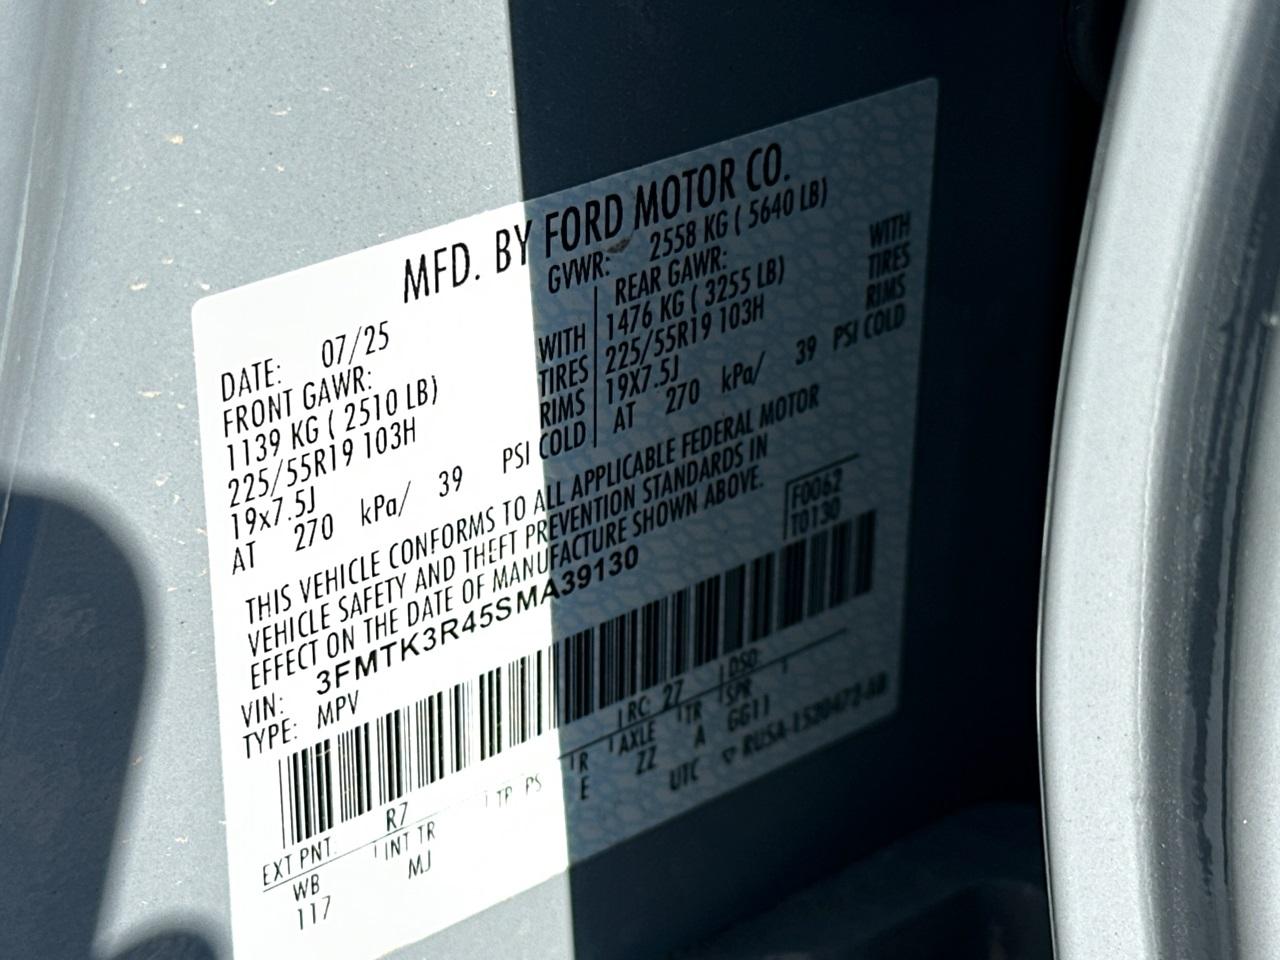 MFD. BY FORD MOTOR CO.
DATE: 07/25 GVWR: 2558 KG ( 5640 LB)
FRONT GAWR: REAR GAWR:
1139 KG ( 2510 LB) WITH 1476 KG ( 3255 LB) WITH
225/55R19 103H TIRES 225/55R19 103H TIRES
19x7.5J RIMS 19X7.5J RIMS
AT 270 kPa/ 39 PSI COLD AT 270 kPa/ 39 PSI COLD
THIS VEHICLE CONFORMS TO ALL APPLICABLE FEDERAL MOTOR
VEHICLE SAFETY AND THEFT PREVENTION STANDARDS IN
EFFECT ON THE DATE OF MANUFACTURE SHOWN ABOVE.
VIN: 3FMTK3R45SMA39130 F0062
TYPE: MPV T0130
EXT PNT: R7 RC: 27 DSO:
WB INT TR TP PS R AXLE TR SPR
117 MJ E ZZ A GG11
UTC